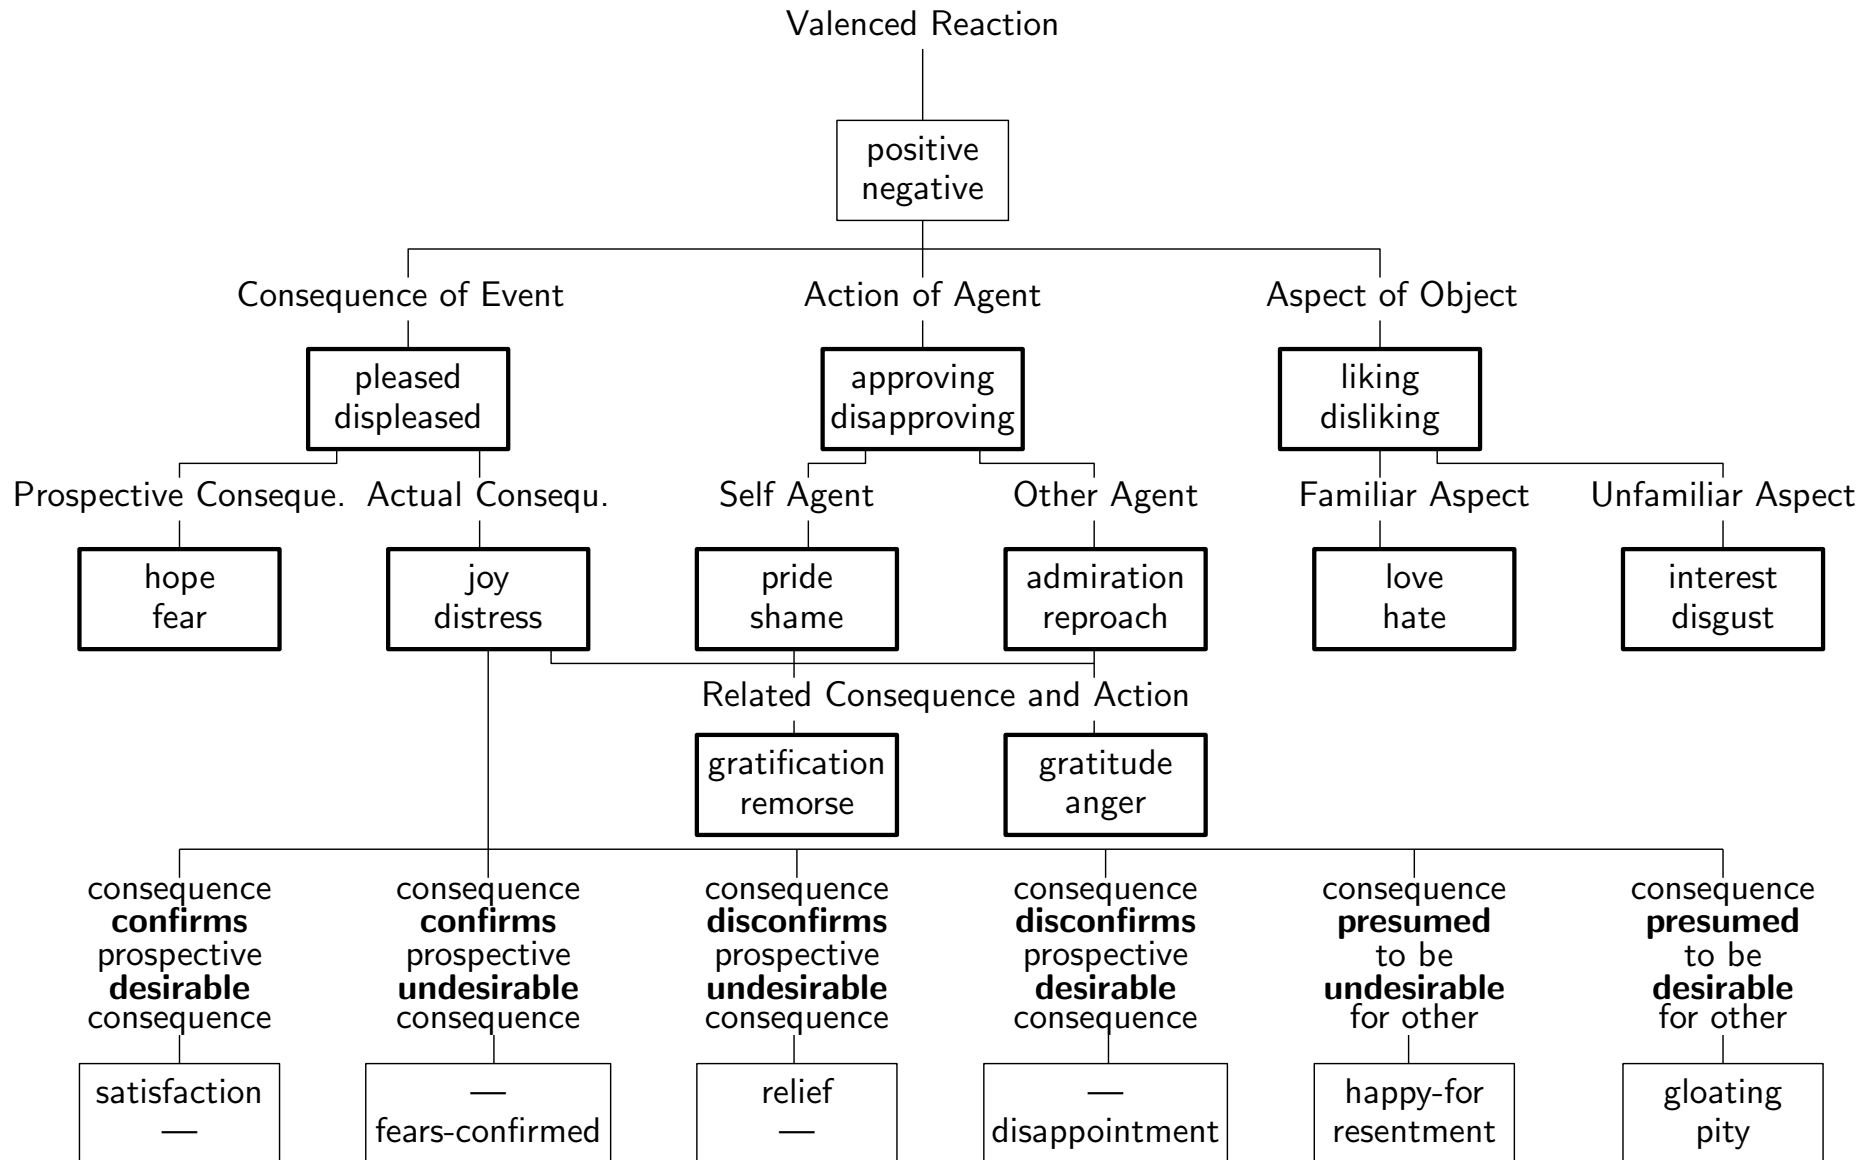 Valenced Reaction
positive
negative
Consequence of Event
Action of Agent
Aspect of Object
pleased
displeased
approving
disapproving
liking
disliking
Prospective Conseque.
Actual Consequ.
Self Agent
Other Agent
Familiar Aspect
Unfamiliar Aspect
hope
fear
joy
distress
pride
shame
admiration
reproach
love
hate
interest
disgust
Related Consequence and Action
gratification
remorse
gratitude
anger
consequence
confirms
prospective
desirable
consequence
consequence
confirms
prospective
undesirable
consequence
consequence
disconfirms
prospective
undesirable
consequence
consequence
disconfirms
prospective
desirable
consequence
consequence
presumed
to be
undesirable
for other
consequence
presumed
to be
desirable
for other
satisfaction
—
—
fears-confirmed
relief
—
—
disappointment
happy-for
resentment
gloating
pity